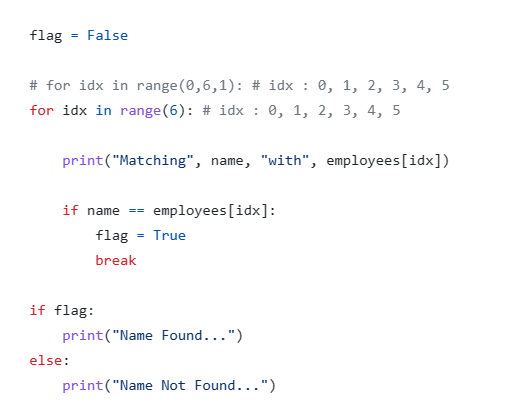 flag = False
# for idx in range(0,6,1): # idx : 0, 1, 2, 3, 4, 5
for idx in range(6): # idx : 0, 1, 2, 3, 4, 5
    print("Matching", name, "with", employees[idx])
    if name == employees[idx]:
        flag = True
        break
if flag:
    print("Name Found...")
else:
    print("Name Not Found...")